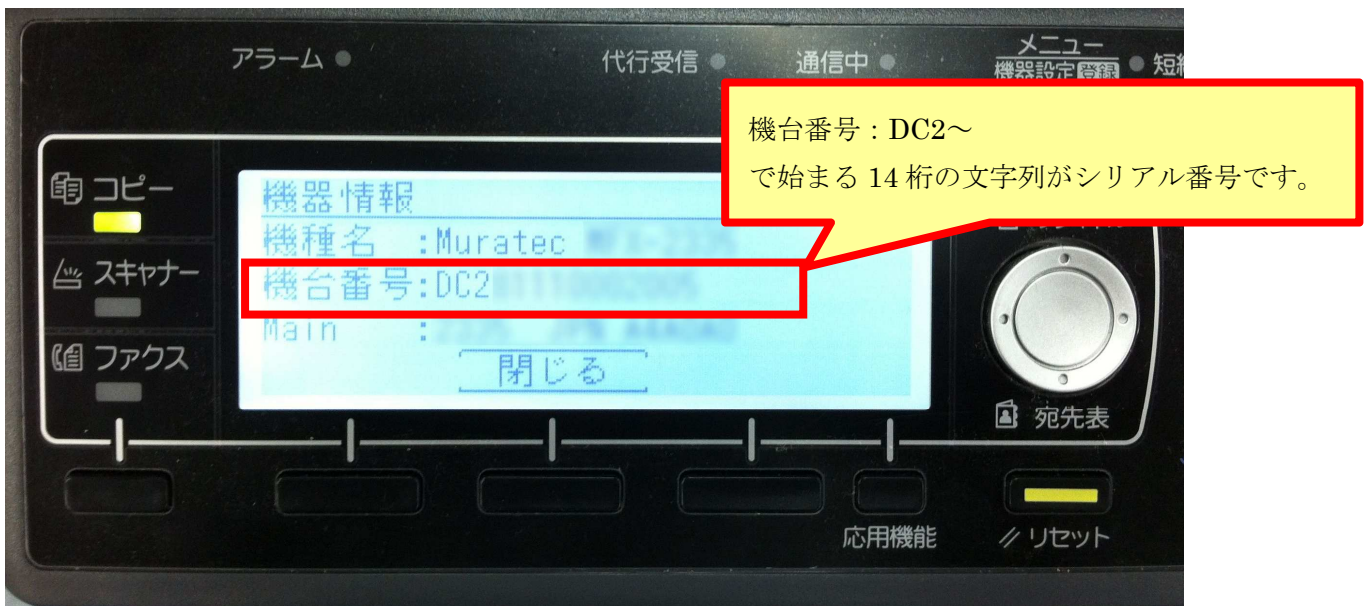 アラーム
代行受信
通信中
メニュー
機器設定 登録
機台番号：DC2～
で始まる 14 桁の文字列がシリアル番号です。
コピー
スキャナー
ファクス
機器情報
機種名 :Muratec
機台番号:DC2
Main :
閉じる
宛先表
応用機能
リセット